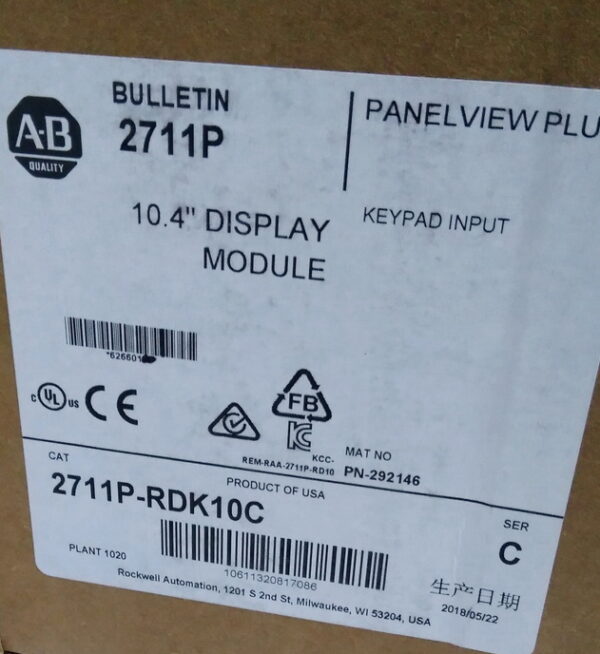 A-B
QUALITY
BULLETIN
2711P
PANELVIEW PLU
10.4" DISPLAY
MODULE
KEYPAD INPUT
c UL us CE
FB
KC
KCC-
REM-RAA-2711P-RD10
MAT NO
PN-292146
CAT
2711P-RDK10C
PRODUCT OF USA
SER
C
PLANT 1020
10611320817086
Rockwell Automation, 1201 S 2nd St, Milwaukee, WI 53204, USA
生产日期
2018/05/22